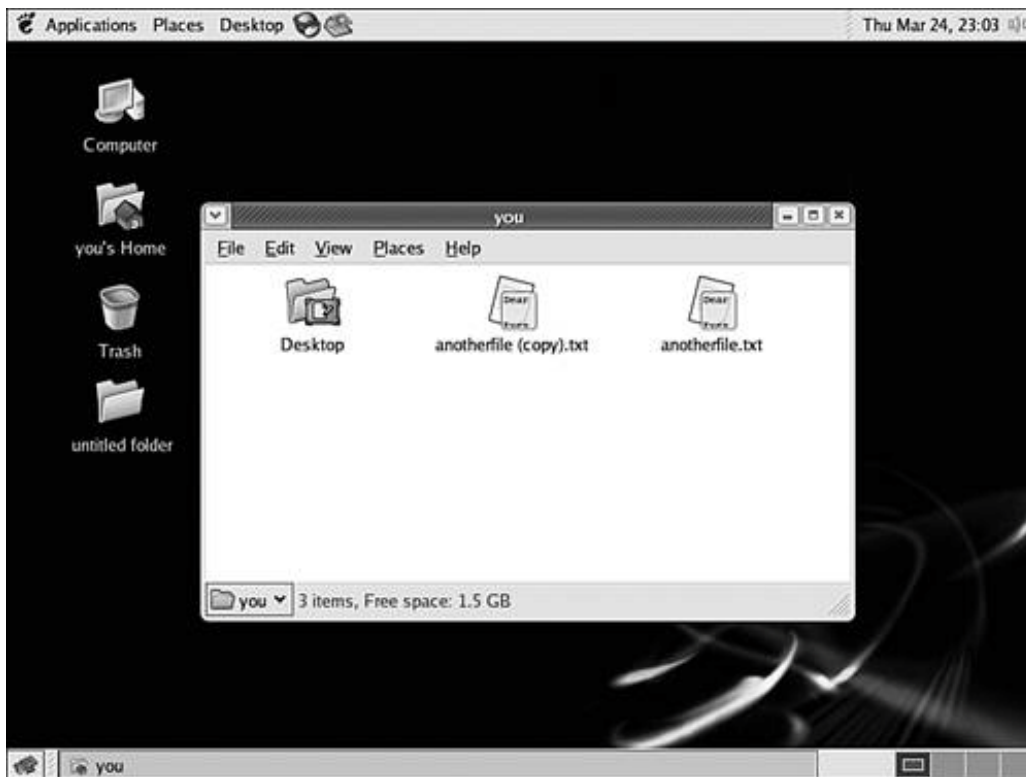 Applications Places Desktop Thu Mar 24, 23:03
Computer
you's Home
Trash
untitled folder
you
File Edit View Places Help
Desktop anotherfile (copy).txt anotherfile.txt
you 3 items, Free space: 1.5 GB
you